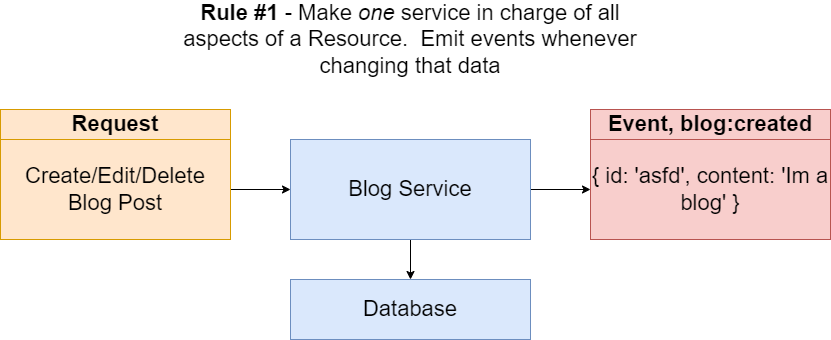 Rule #1 - Make one service in charge of all
aspects of a Resource.  Emit events whenever
changing that data
Request
Create/Edit/Delete
Blog Post
Blog Service
Event, blog:created
{ id: 'asfd', content: 'Im a
blog' }
Database